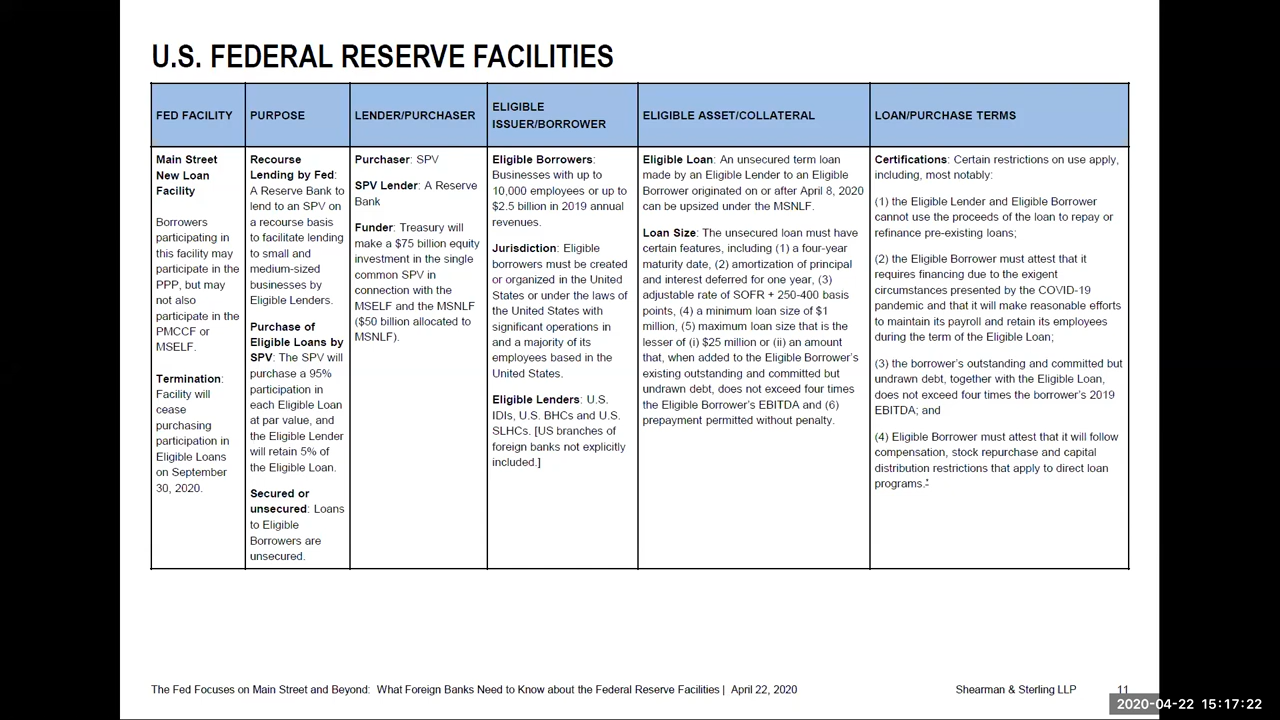 U.S. FEDERAL RESERVE FACILITIES
FED FACILITY
PURPOSE
LENDER/PURCHASER
ELIGIBLE
ISSUER/BORROWER
ELIGIBLE ASSET/COLLATERAL
LOAN/PURCHASE TERMS
Main Street
New Loan
Facility
Borrowers
participating in
this facility may
participate in the
PPP, but may
not also
participate in the
PMCCF or
MSELF.
Termination:
Facility will
cease
purchasing
participation in
Eligible Loans
on September
30, 2020.
Recourse
Lending by Fed:
A Reserve Bank to
lend to an SPV on
a recourse basis
to facilitate lending
to small and
medium-sized
businesses by
Eligible Lenders.
Purchase of
Eligible Loans by
SPV: The SPV will
purchase a 95%
participation in
each Eligible Loan
at par value, and
the Eligible Lender
will retain 5% of
the Eligible Loan.
Secured or
unsecured: Loans
to Eligible
Borrowers are
unsecured.
Purchaser: SPV
SPV Lender: A Reserve
Bank
Funder: Treasury will
make a $75 billion equity
investment in the single
common SPV in
connection with the
MSELF and the MSNLF
($50 billion allocated to
MSNLF).
Eligible Borrowers:
Businesses with up to
10,000 employees or up to
$2.5 billion in 2019 annual
revenues.
Jurisdiction: Eligible
borrowers must be created
or organized in the United
States or under the laws of
the United States with
significant operations in
and a majority of its
employees based in the
United States.
Eligible Lenders: U.S.
IDIs, U.S. BHCs and U.S.
SLHCs. [US branches of
foreign banks not explicitly
included.]
Eligible Loan: An unsecured term loan
made by an Eligible Lender to an Eligible
Borrower originated on or after April 8, 2020
can be upsized under the MSNLF.
Loan Size: The unsecured loan must have
certain features, including (1) a four-year
maturity date, (2) amortization of principal
and interest deferred for one year, (3)
adjustable rate of SOFR + 250-400 basis
points, (4) a minimum loan size of $1
million, (5) maximum loan size that is the
lesser of (i) $25 million or (ii) an amount
that, when added to the Eligible Borrower's
existing outstanding and committed but
undrawn debt, does not exceed four times
the Eligible Borrower's EBITDA and (6)
prepayment permitted without penalty.
Certifications: Certain restrictions on use apply,
including, most notably:
(1) the Eligible Lender and Eligible Borrower
cannot use the proceeds of the loan to repay or
refinance pre-existing loans;
(2) the Eligible Borrower must attest that it
requires financing due to the exigent
circumstances presented by the COVID-19
pandemic and that it will make reasonable efforts
to maintain its payroll and retain its employees
during the term of the Eligible Loan;
(3) the borrower's outstanding and committed but
undrawn debt, together with the Eligible Loan,
does not exceed four times the borrower's 2019
EBITDA; and
(4) Eligible Borrower must attest that it will follow
compensation, stock repurchase and capital
distribution restrictions that apply to direct loan
programs.
The Fed Focuses on Main Street and Beyond: What Foreign Banks Need to Know about the Federal Reserve Facilities | April 22, 2020
Shearman & Sterling LLP
11
2020-04-22 15:17:22